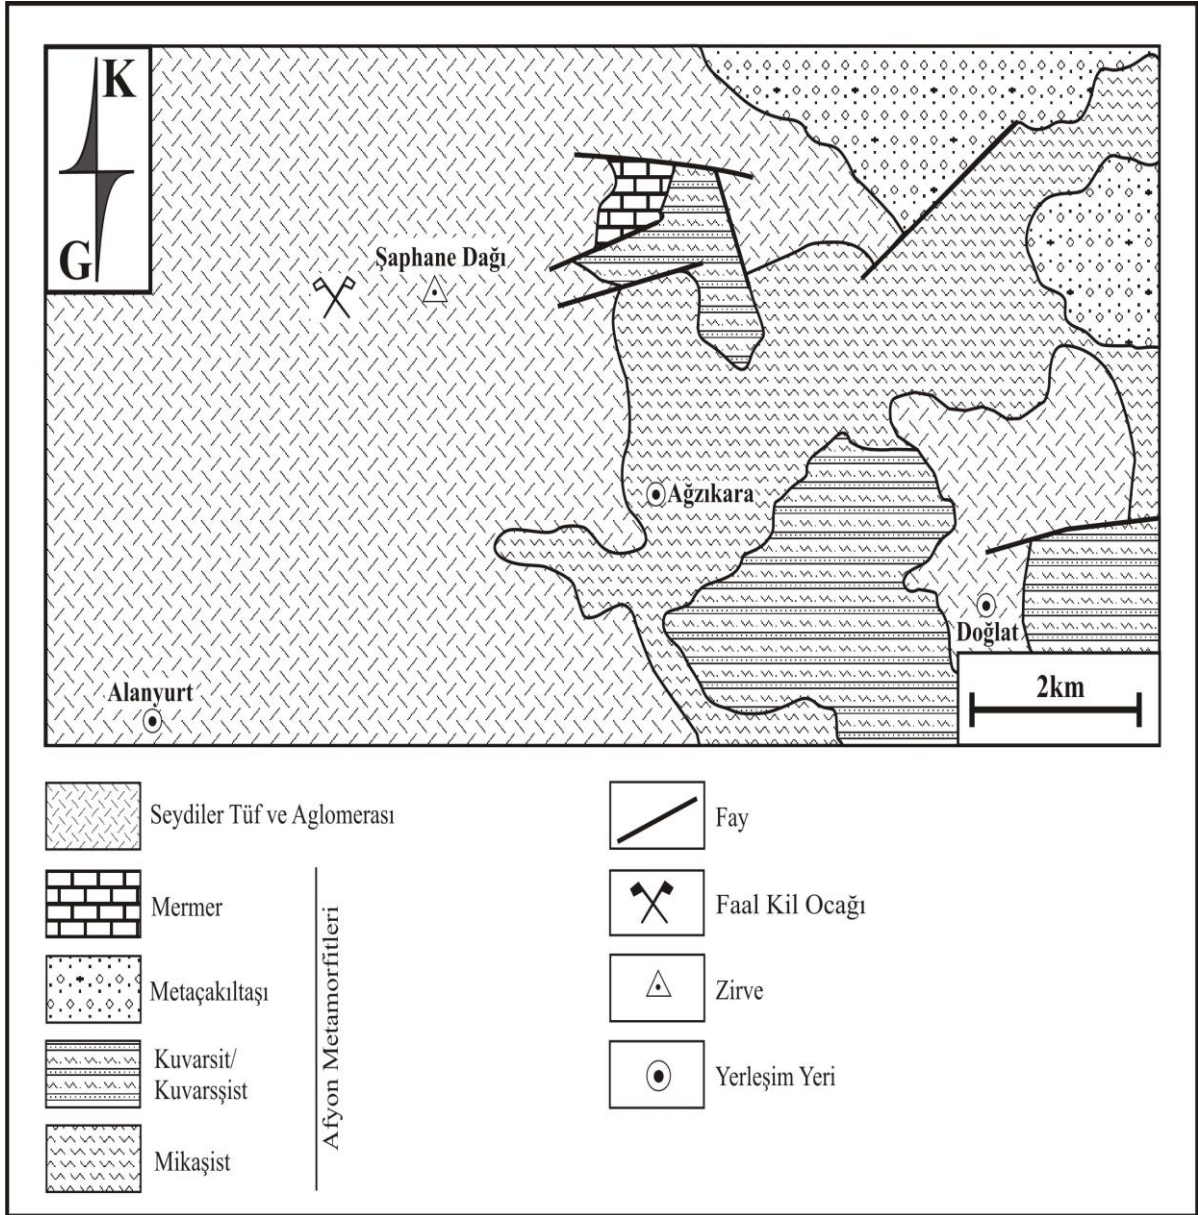 K
G
Şaphane Dağı
Ağzıkara
Doğlat
Alanyurt
2km
Seydiler Tüf ve Aglomerası
Mermer
Metaçakıltaşı
Kuvarsit/
Kuvarsşist
Mikaşist
Afyon Metamorfitleri
Fay
Faal Kil Ocağı
Zirve
Yerleşim Yeri